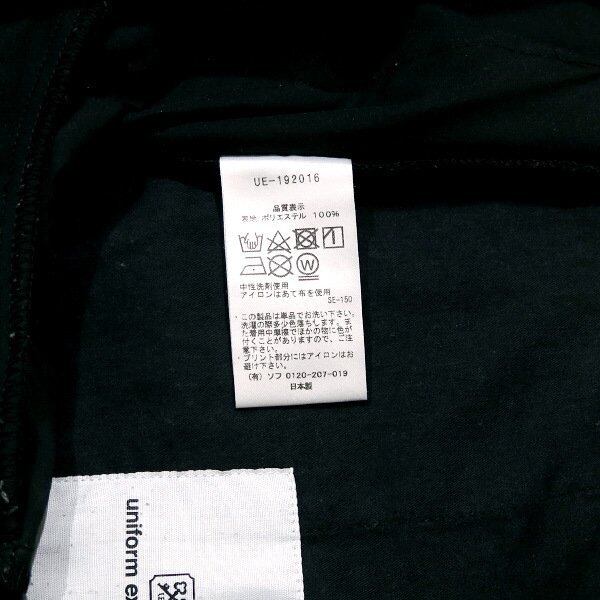 UE-192016
品質表示
表地 ポリエステル 100%
中性洗剤使用
アイロンはあて布を使用
SE-150
・この製品は単品でお洗い下さい。
洗濯の際多少色落ちします。ま
た着用中摩擦でほかの物に色が
付くことがありますので、ご注
意下さい。
・プリント部分にはアイロンはお
避け下さい。
(有) ソフ 0120-207-019
日本製
uniform ex